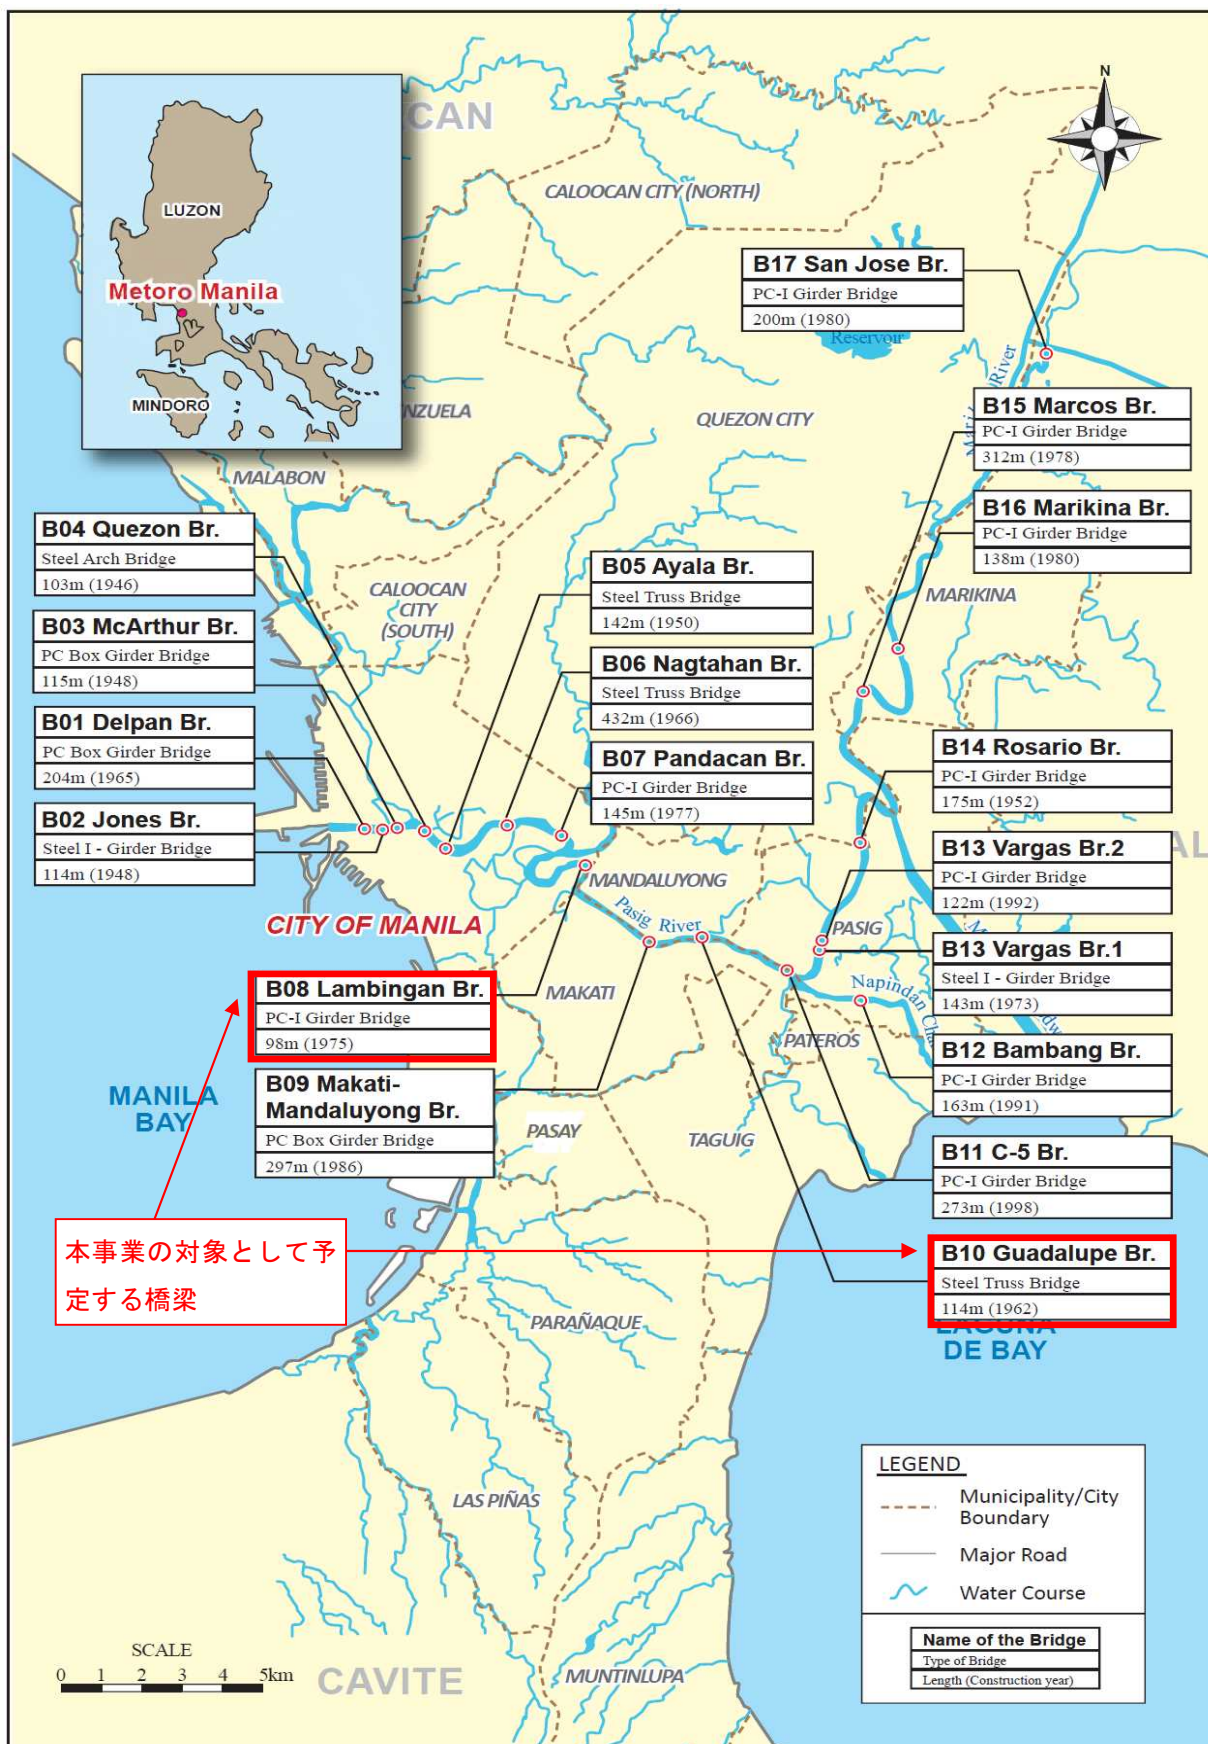 CAN
LUZON
Metoro Manila
MINDORO
N
CALOOCAN CITY (NORTH)
B17 San Jose Br.
PC-I Girder Bridge
200m (1980)
Reservoir
River
NZUELA
QUEZON CITY
MALABON
B15 Marcos Br.
PC-I Girder Bridge
312m (1978)
B16 Marikina Br.
PC-I Girder Bridge
138m (1980)
MARIKINA
B04 Quezon Br.
Steel Arch Bridge
103m (1946)
CALOOCAN
CITY
(SOUTH)
B05 Ayala Br.
Steel Truss Bridge
142m (1950)
B03 McArthur Br.
PC Box Girder Bridge
115m (1948)
B06 Nagtahan Br.
Steel Truss Bridge
432m (1966)
B01 Delpan Br.
PC Box Girder Bridge
204m (1965)
B07 Pandacan Br.
PC-I Girder Bridge
145m (1977)
B14 Rosario Br.
PC-I Girder Bridge
175m (1952)
B02 Jones Br.
Steel I - Girder Bridge
114m (1948)
B13 Vargas Br.2
PC-I Girder Bridge
122m (1992)
AL
MANDALUYONG
Pasig River
PASIG
CITY OF MANILA
B13 Vargas Br.1
Steel I - Girder Bridge
143m (1973)
B08 Lambingan Br.
PC-I Girder Bridge
98m (1975)
MAKATI
Napindan Cha
PATEROS
B12 Bambang Br.
PC-I Girder Bridge
163m (1991)
MANILA
BAY
B09 Makati-
Mandaluyong Br.
PC Box Girder Bridge
297m (1986)
PASAY
TAGUIG
B11 C-5 Br.
PC-I Girder Bridge
273m (1998)
本事業の対象として予
定する橋梁
B10 Guadalupe Br.
Steel Truss Bridge
114m (1962)
LAGUNA
DE BAY
PARAÑAQUE
LAS PIÑAS
MUNTINLUPA
CAVITE
SCALE
0 1 2 3 4 5km
LEGEND
Municipality/City
Boundary
Major Road
Water Course
Name of the Bridge
Type of Bridge
Length (Construction year)